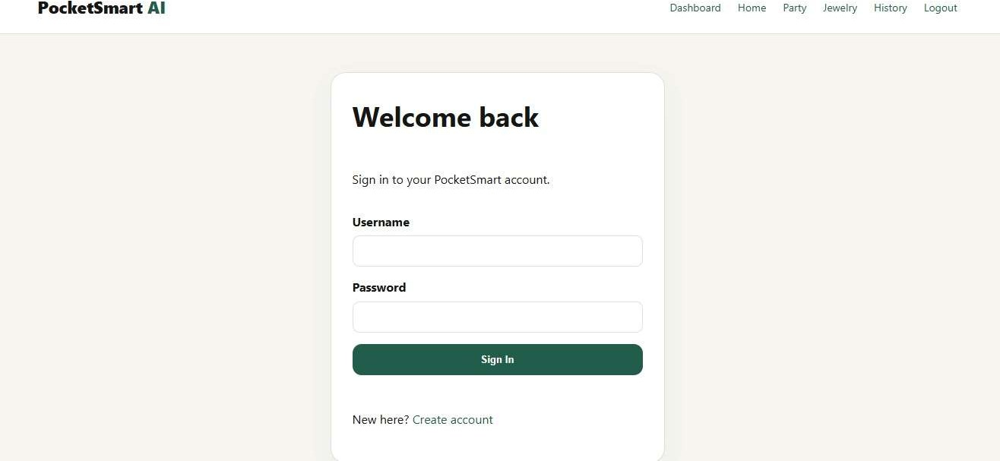 PocketSmart AI Dashboard Home Party Jewelry History Logout
Welcome back
Sign in to your PocketSmart account.
Username
Password
Sign In
New here? Create account